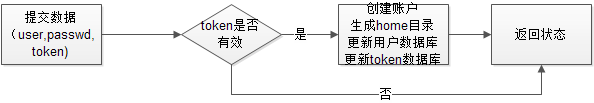 提交数据
（user,passwd,
token)
token是否
有效
是
创建账户
生成home目录
更新用户数据库
更新token数据库
返回状态
否